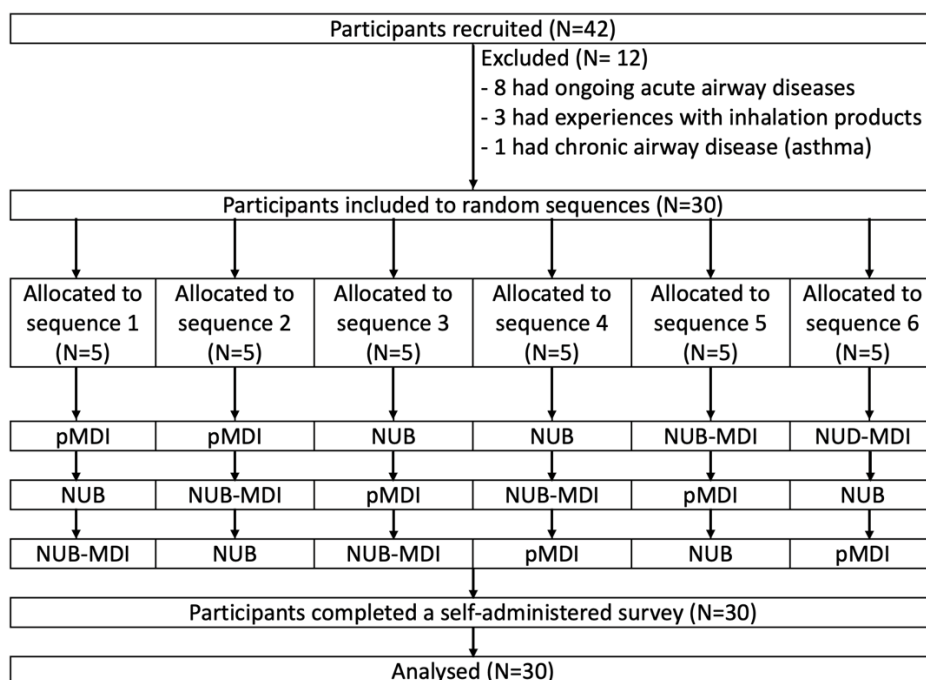 Participants recruited (N=42)
Excluded (N= 12)
- 8 had ongoing acute airway diseases
- 3 had experiences with inhalation products
- 1 had chronic airway disease (asthma)
Participants included to random sequences (N=30)
Allocated to
sequence 1
(N=5)
Allocated to
sequence 2
(N=5)
Allocated to
sequence 3
(N=5)
Allocated to
sequence 4
(N=5)
Allocated to
sequence 5
(N=5)
Allocated to
sequence 6
(N=5)
pMDI
pMDI
NUB
NUB
NUB-MDI
NUD-MDI
NUB
NUB-MDI
pMDI
NUB-MDI
pMDI
NUB
NUB-MDI
NUB
NUB-MDI
pMDI
NUB
pMDI
Participants completed a self-administered survey (N=30)
Analysed (N=30)